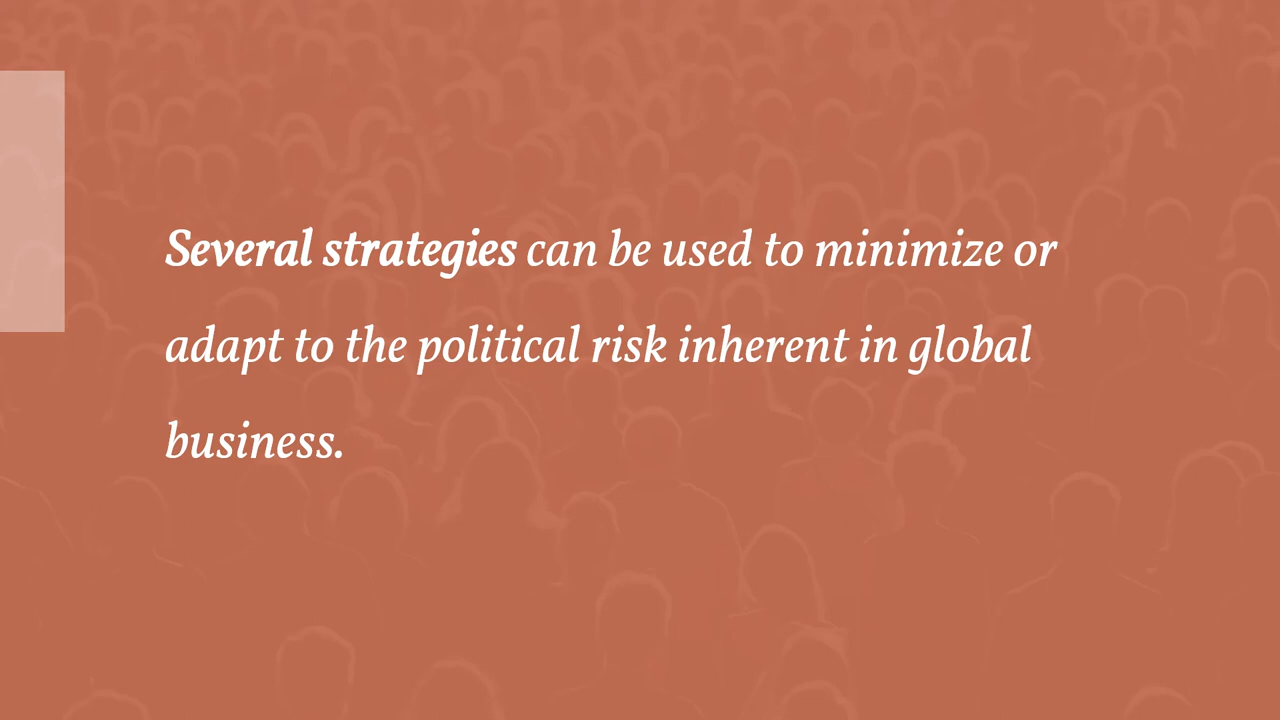 Several strategies can be used to minimize or
adapt to the political risk inherent in global
business.